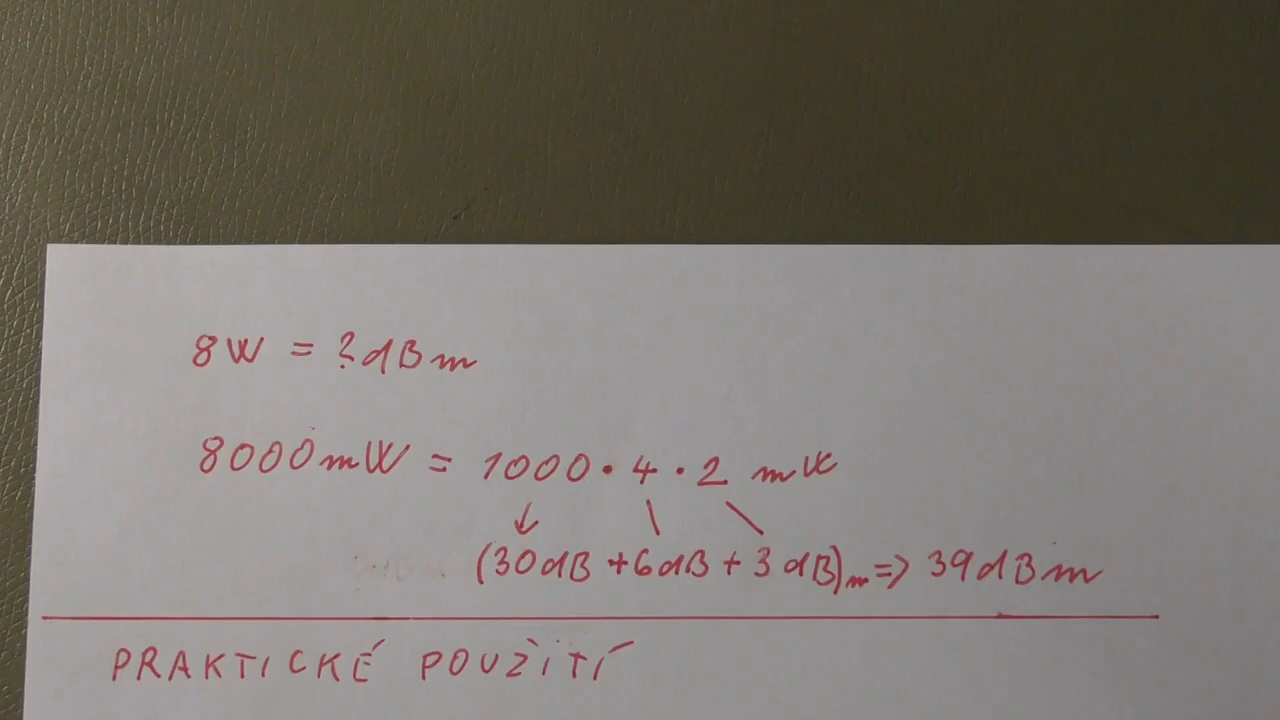 8W = ?dBm
8000mW = 1000 · 4 · 2 mW
(30dB + 6dB + 3dB)m => 39dBm
PRAKTICKÉ POUŽITÍ